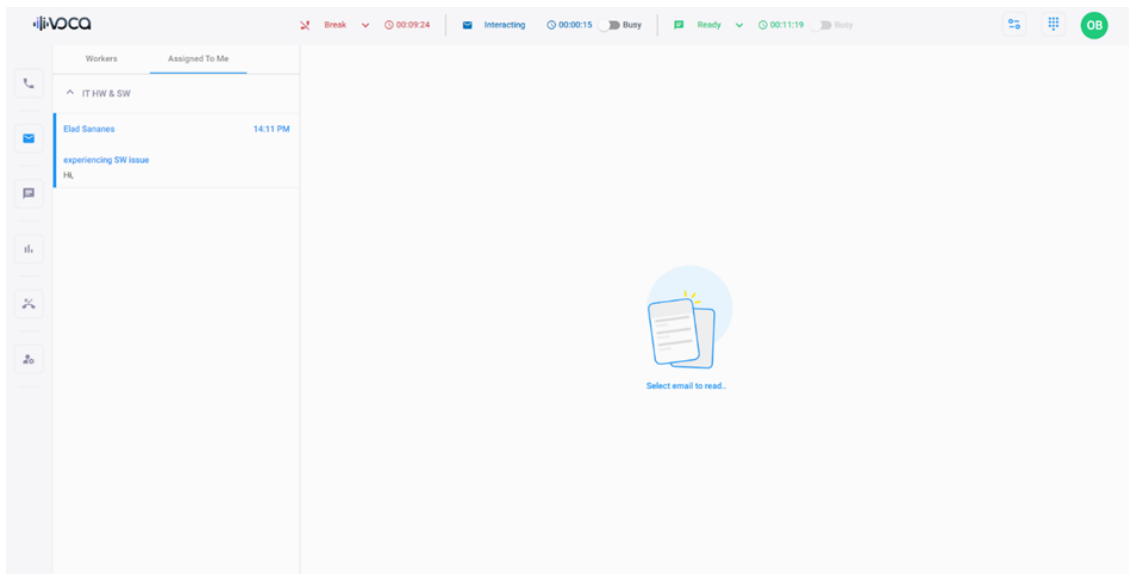 VOCA
Break 00:09:24 Interacting 00:00:15 Busy Ready 00:11:19 Busy OB
Workers Assigned To Me
IT HW & SW
Elad Sananes 14:11 PM
experiencing SW issue
Hi,
Select email to read..